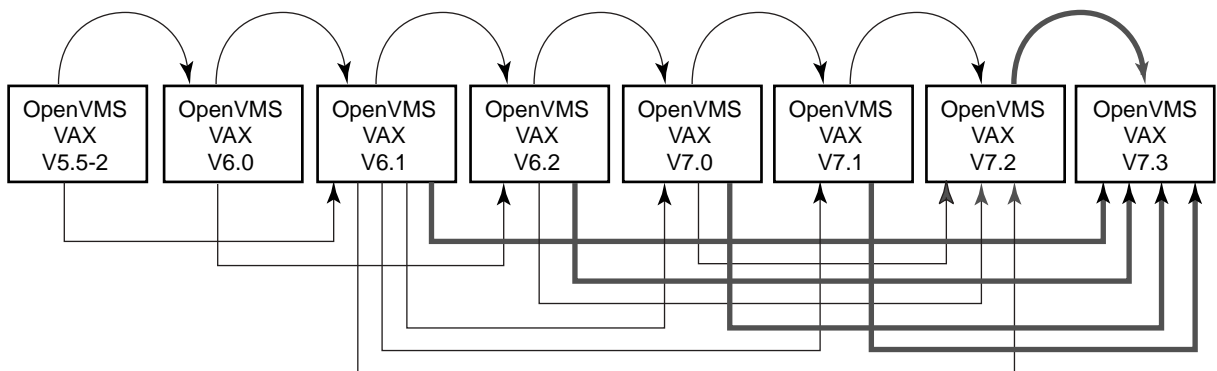 OpenVMS
VAX
V5.5-2
OpenVMS
VAX
V6.0
OpenVMS
VAX
V6.1
OpenVMS
VAX
V6.2
OpenVMS
VAX
V7.0
OpenVMS
VAX
V7.1
OpenVMS
VAX
V7.2
OpenVMS
VAX
V7.3